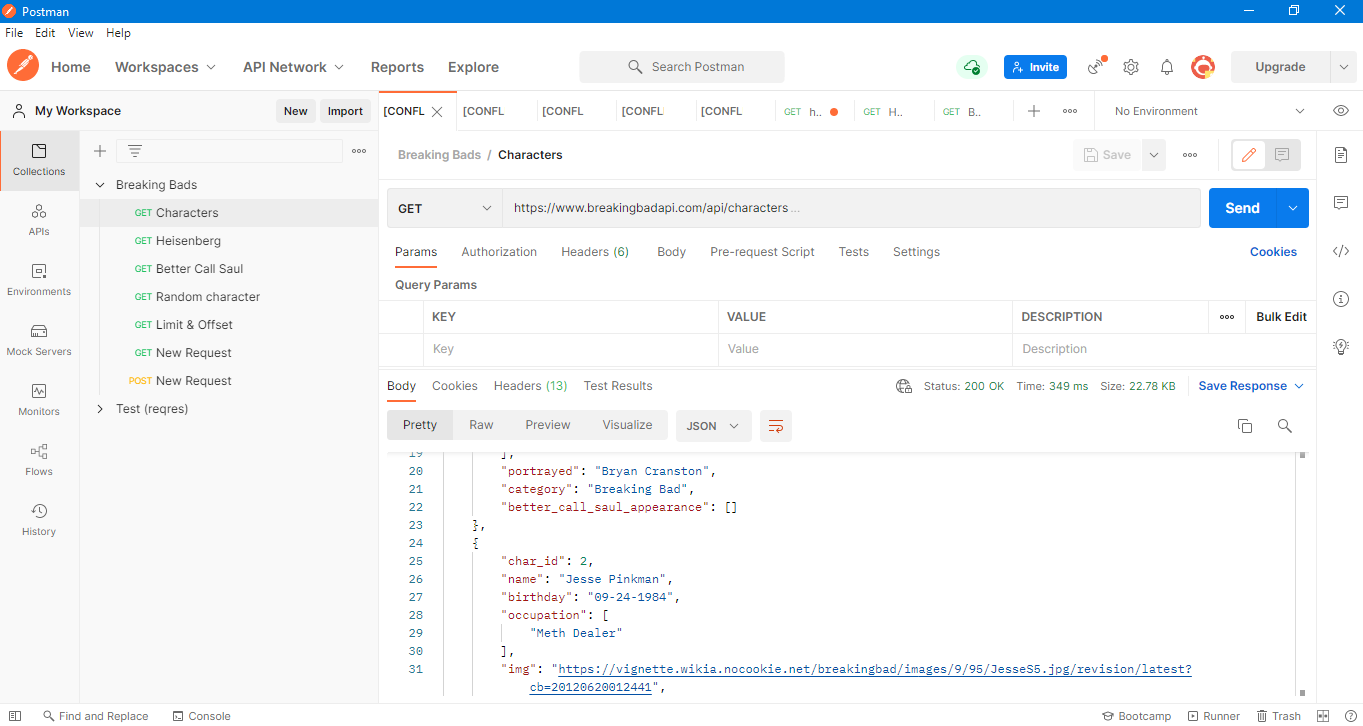 Postman
File Edit View Help
Home Workspaces API Network Reports Explore Search Postman Invite Upgrade
My Workspace New Import [CONFL [CONFL [CONFL [CONFL [CONFL GET h.. GET H.. GET B.. No Environment
Breaking Bads / Characters Save
Collections
APIs
Environments
Mock Servers
Monitors
Flows
History
Breaking Bads
GET Characters
GET Heisenberg
GET Better Call Saul
GET Random character
GET Limit & Offset
GET New Request
POST New Request
Test (reqres)
GET https://www.breakingbadapi.com/api/characters ... Send
Params Authorization Headers (6) Body Pre-request Script Tests Settings Cookies
Query Params
KEY VALUE DESCRIPTION Bulk Edit
Key Value Description
Body Cookies Headers (13) Test Results Status: 200 OK Time: 349 ms Size: 22.78 KB Save Response
Pretty Raw Preview Visualize JSON
19 ],
20 "portrayed": "Bryan Cranston",
21 "category": "Breaking Bad",
22 "better_call_saul_appearance": []
23 },
24 {
25 "char_id": 2,
26 "name": "Jesse Pinkman",
27 "birthday": "09-24-1984",
28 "occupation": [
29 "Meth Dealer"
30 ],
31 "img": "https://vignette.wikia.nocookie.net/breakingbad/images/9/95/JesseS5.jpg/revision/latest?
cb=20120620012441",
Find and Replace Console Bootcamp Runner Trash